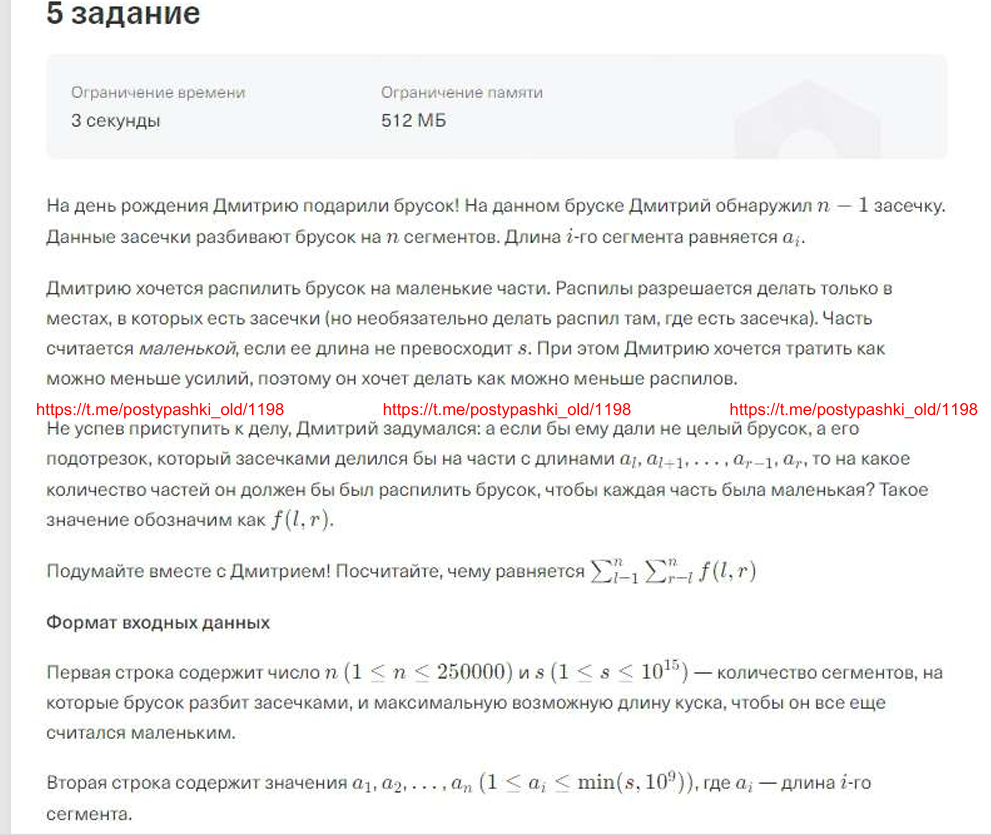 5 задание
Ограничение времени
Ограничение памяти
3 секунды
512 МБ
На день рождения Дмитрию подарили брусок! На данном бруске Дмитрий обнаружил n − 1 засечку.
Данные засечки разбивают брусок на n сегментов. Длина i-го сегмента равняется a_i.
Дмитрию хочется распилить брусок на маленькие части. Распилы разрешается делать только в
местах, в которых есть засечки (но необязательно делать распил там, где есть засечка). Часть
считается маленькой, если ее длина не превосходит s. При этом Дмитрию хочется тратить как
можно меньше усилий, поэтому он хочет делать как можно меньше распилов.
https://t.me/postypashki_old/1198 https://t.me/postypashki_old/1198 https://t.me/postypashki_old/1198
Не успев приступить к делу, Дмитрий задумался: а если бы ему дали не целый брусок, а его
подотрезок, который засечками делился бы на части с длинами a_l, a_{l+1}, . . . , a_{r−1}, a_r, то на какое
количество частей он должен бы был распилить брусок, чтобы каждая часть была маленькая? Такое
значение обозначим как f(l, r).
Подумайте вместе с Дмитрием! Посчитайте, чему равняется ∑_{l−1}^{n} ∑_{r−l}^{n} f(l, r)
Формат входных данных
Первая строка содержит число n (1 ≤ n ≤ 250000) и s (1 ≤ s ≤ 10^{15}) — количество сегментов, на
которые брусок разбит засечками, и максимальную возможную длину куска, чтобы он все еще
считался маленьким.
Вторая строка содержит значения a_1, a_2, . . . , a_n (1 ≤ a_i ≤ min(s, 10^9)), где a_i — длина i-го
сегмента.